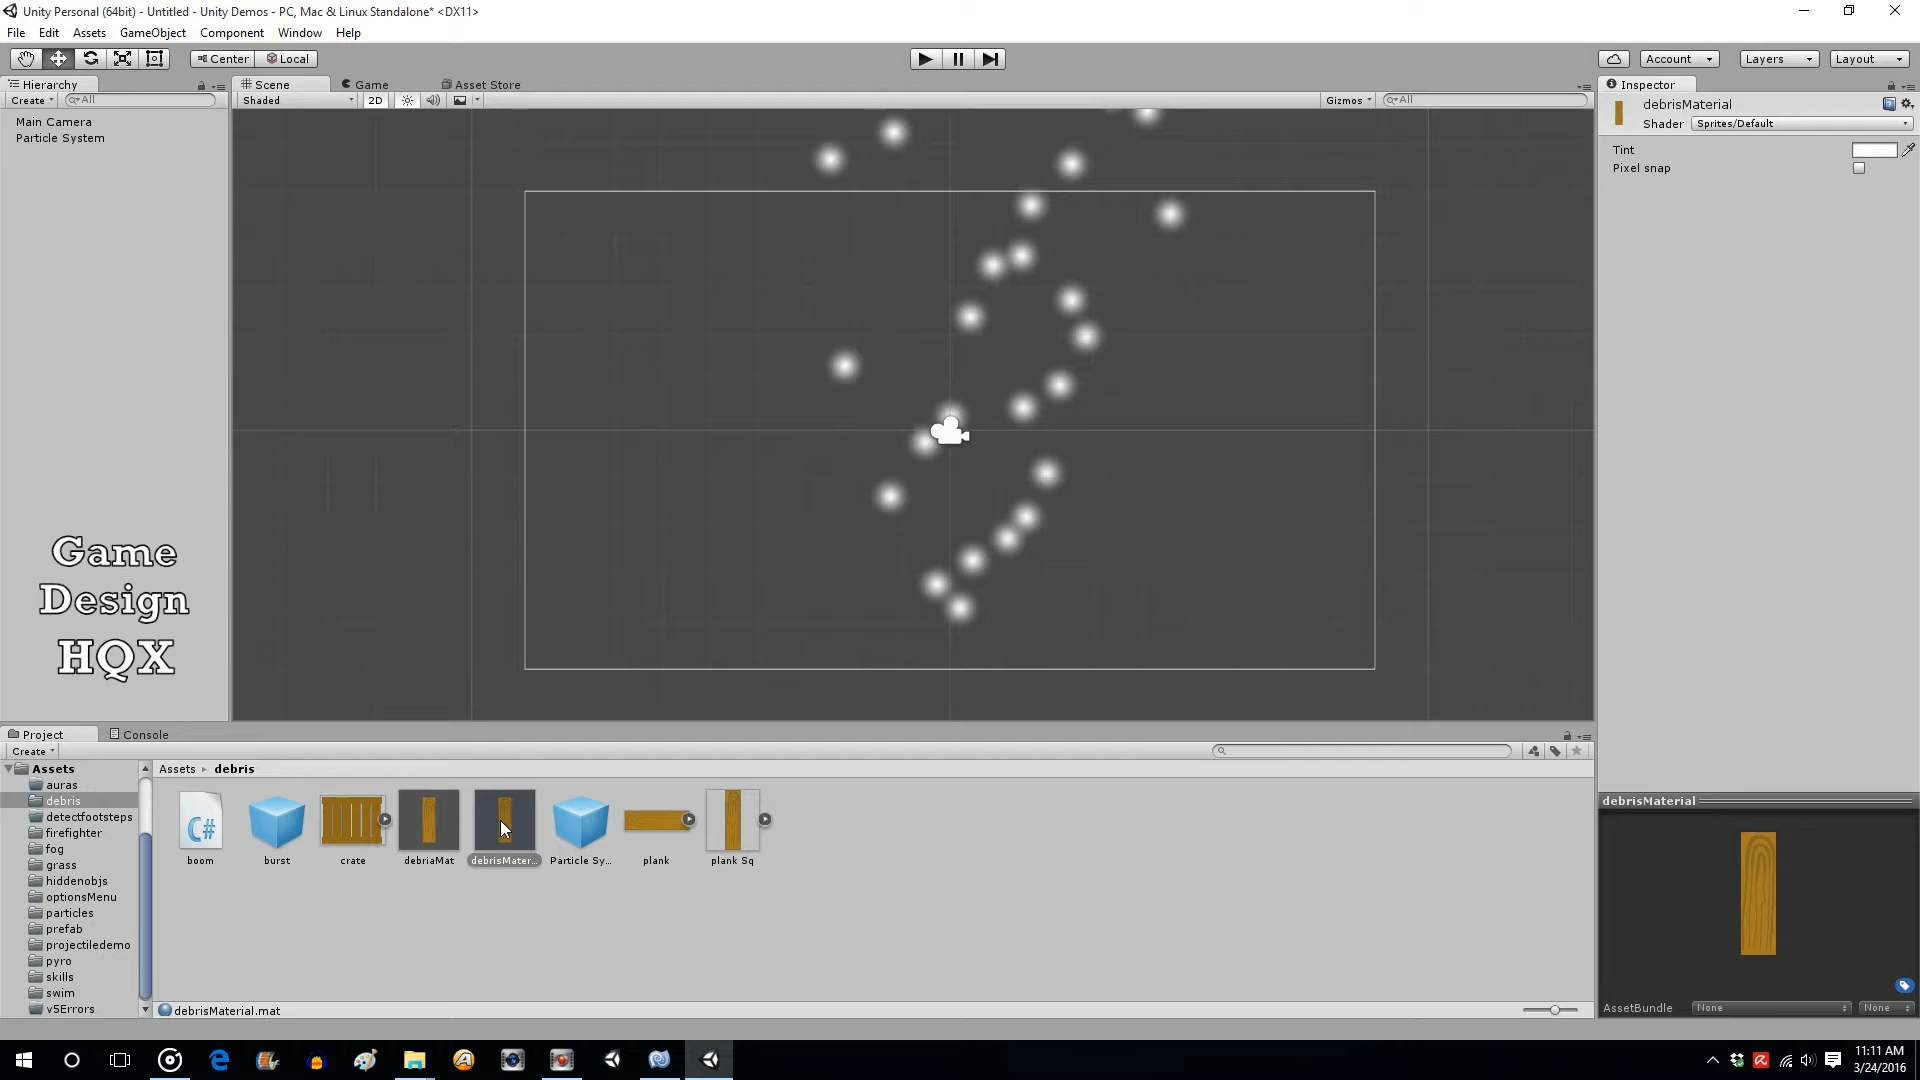 Unity Personal (64bit) - Untitled - Unity Demos - PC, Mac & Linux Standalone* <DX11>
File Edit Assets GameObject Component Window Help
Center Local Account Layers Layout
Hierarchy Scene Game Asset Store Inspector
Create All Shaded 2D Gizmos All
debrisMaterial
Main Camera
Shader Sprites/Default
Particle System
Tint
Pixel snap
Game
Design
HQX
Project Console
Create
Assets
Assets debris
auras
debris
detectfootsteps
firefighter
fog
grass
hiddenobjs
optionsMenu
particles
prefab
projectiledemo
pyro
skills
swim
v5Errors
C#
boom burst crate debriaMat debrisMater... Particle Sy... plank plank Sq
debrisMaterial.mat
debrisMaterial
AssetBundle None None
11:11 AM
3/24/2016